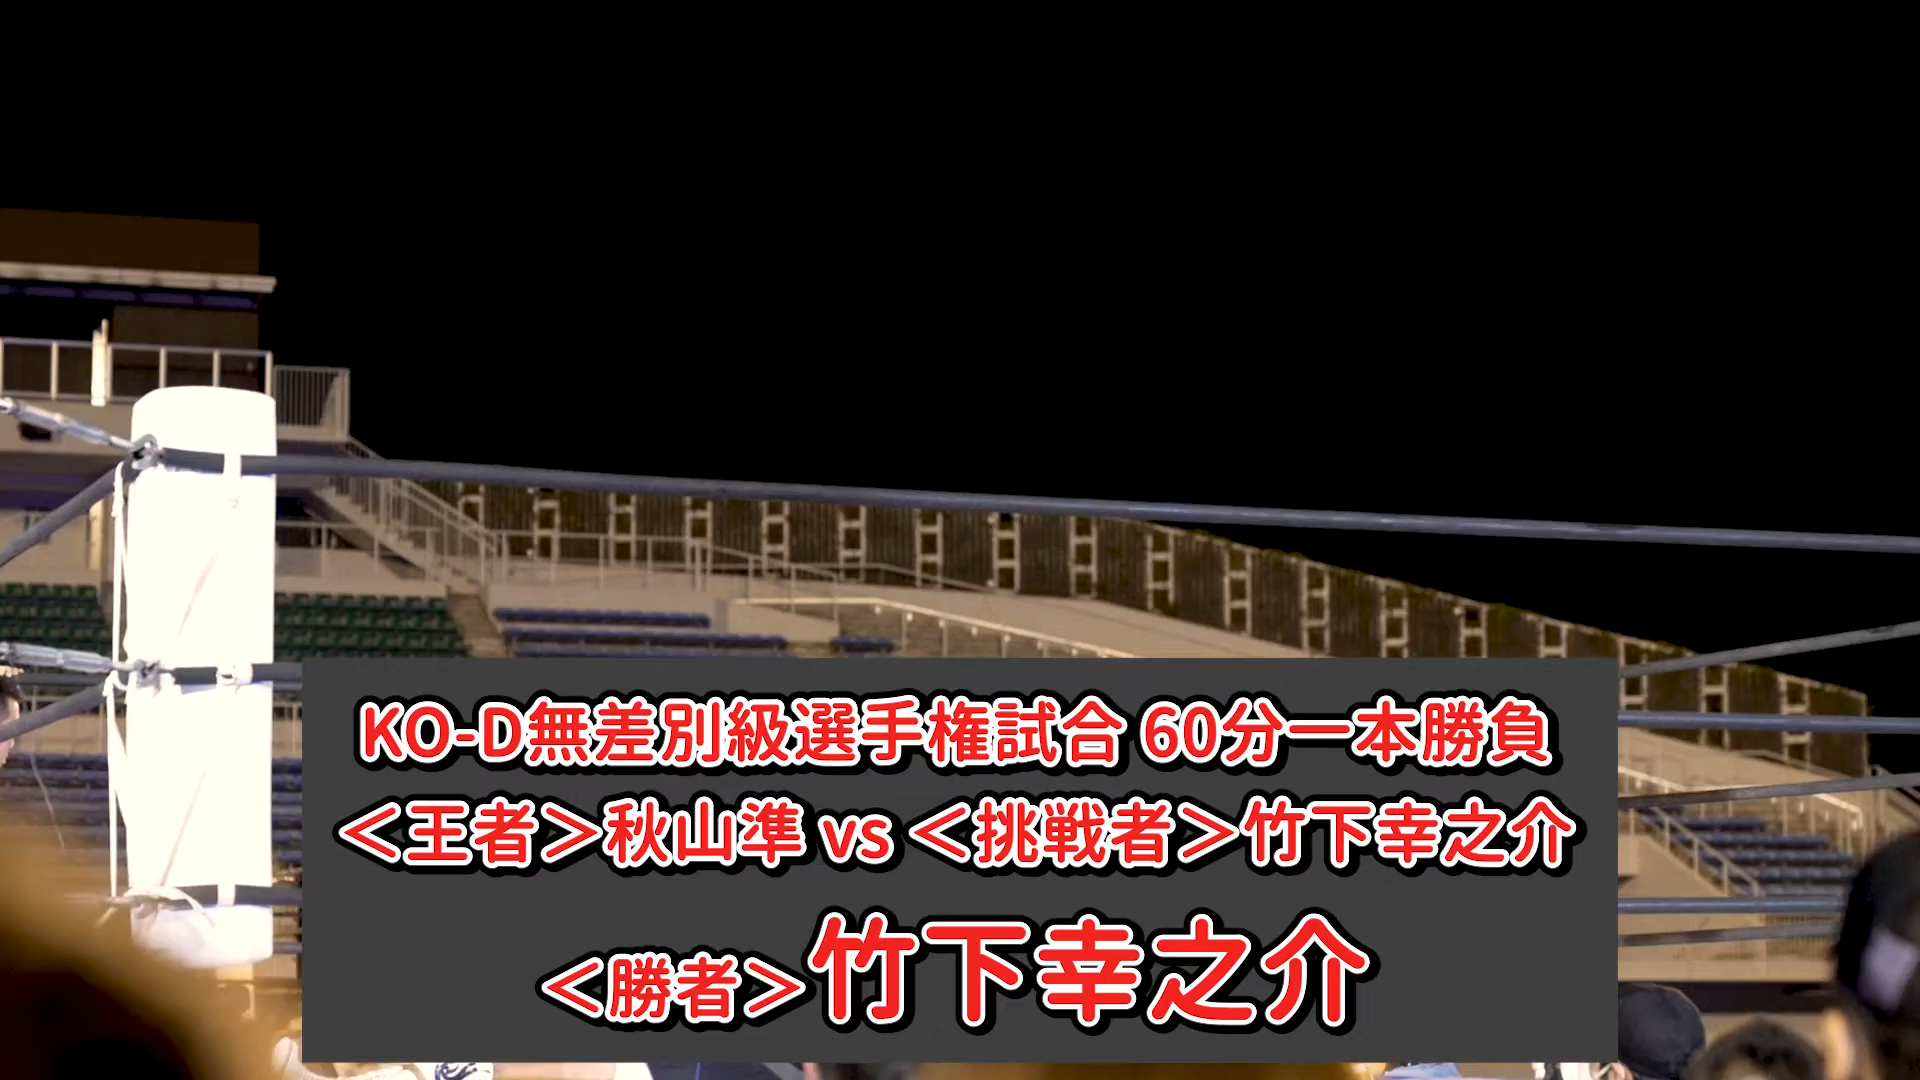 KO-D無差別級選手権試合 60分一本勝負
＜王者＞秋山準 vs ＜挑戦者＞竹下幸之介
＜勝者＞竹下幸之介